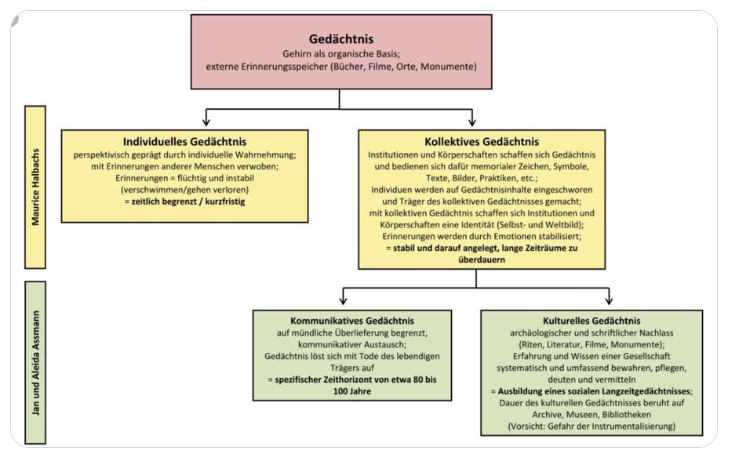 Gedächtnis
Gehirn als organische Basis;
externe Erinnerungsspeicher (Bücher, Filme, Orte, Monumente)
Maurice Halbachs
Individuelles Gedächtnis
perspektivisch geprägt durch individuelle Wahrnehmung;
mit Erinnerungen anderer Menschen verwoben;
Erinnerungen = flüchtig und instabil
(verschwimmen/gehen verloren)
= zeitlich begrenzt / kurzfristig
Kollektives Gedächtnis
Institutionen und Körperschaften schaffen sich Gedächtnis
und bedienen sich dafür memorialer Zeichen, Symbole,
Texte, Bilder, Praktiken, etc.;
Individuen werden auf Gedächtnisinhalte eingeschworen
und Träger des kollektiven Gedächtnisses gemacht;
mit kollektiven Gedächtnis schaffen sich Institutionen und
Körperschaften eine Identität (Selbst- und Weltbild);
Erinnerungen werden durch Emotionen stabilisiert;
= stabil und darauf angelegt, lange Zeiträume zu
überdauern
Jan und Aleida Assmann
Kommunikatives Gedächtnis
auf mündliche Überlieferung begrenzt,
kommunikativer Austausch;
Gedächtnis löst sich mit Tode des lebendigen
Trägers auf
= spezifischer Zeithorizont von etwa 80 bis
100 Jahre
Kulturelles Gedächtnis
archäologischer und schriftlicher Nachlass
(Riten, Literatur, Filme, Monumente);
Erfahrung und Wissen einer Gesellschaft
systematisch und umfassend bewahren, pflegen,
deuten und vermitteln
= Ausbildung eines sozialen Langzeitgedächtnisses;
Dauer des kulturellen Gedächtnisses beruht auf
Archive, Museen, Bibliotheken
(Vorsicht: Gefahr der Instrumentalisierung)